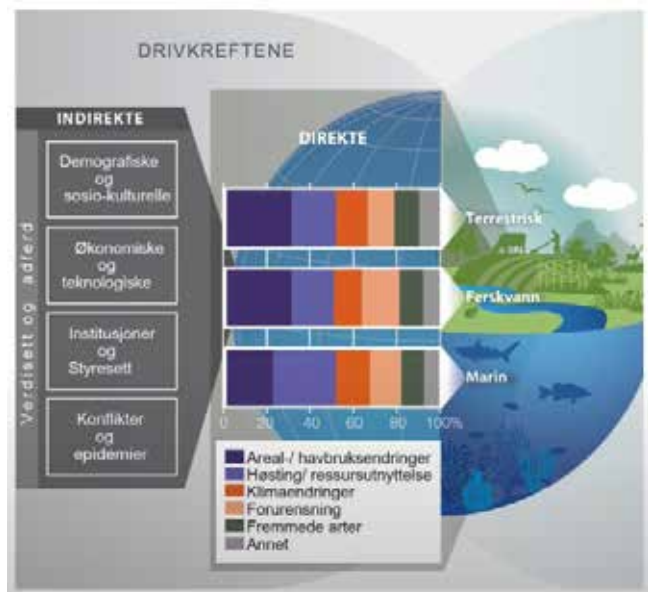 DRIVKREFTENE
INDIREKTE
Verdisett og adferd
Demografiske
og
sosio-kulturelle
Økonomiske
og
teknologiske
Institusjoner
og
Styresett
Konflikter
og
epidemier
DIREKTE
Terrestrisk
Ferskvann
Marin
0 20 40 60 80 100%
Areal-/ havbruksendringer
Høsting/ ressursutnyttelse
Klimaendringer
Forurensning
Fremmede arter
Annet